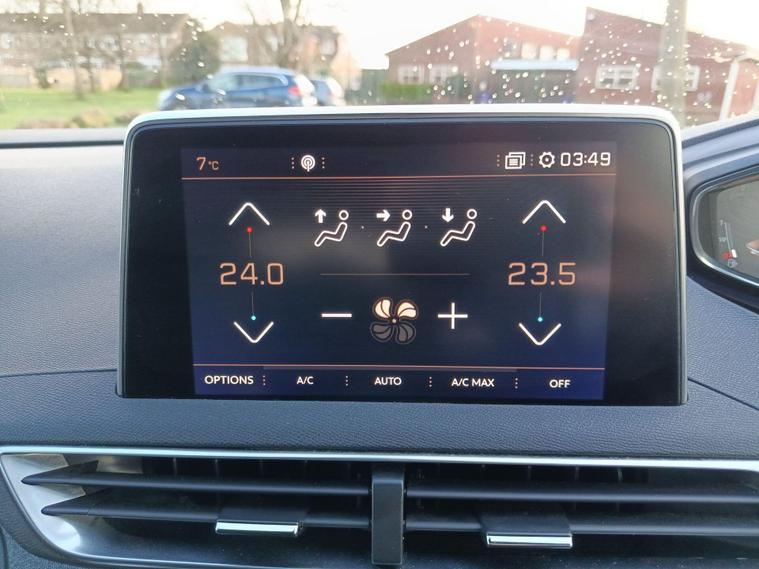 7°C 03:49
24.0 23.5
OPTIONS A/C AUTO A/C MAX OFF